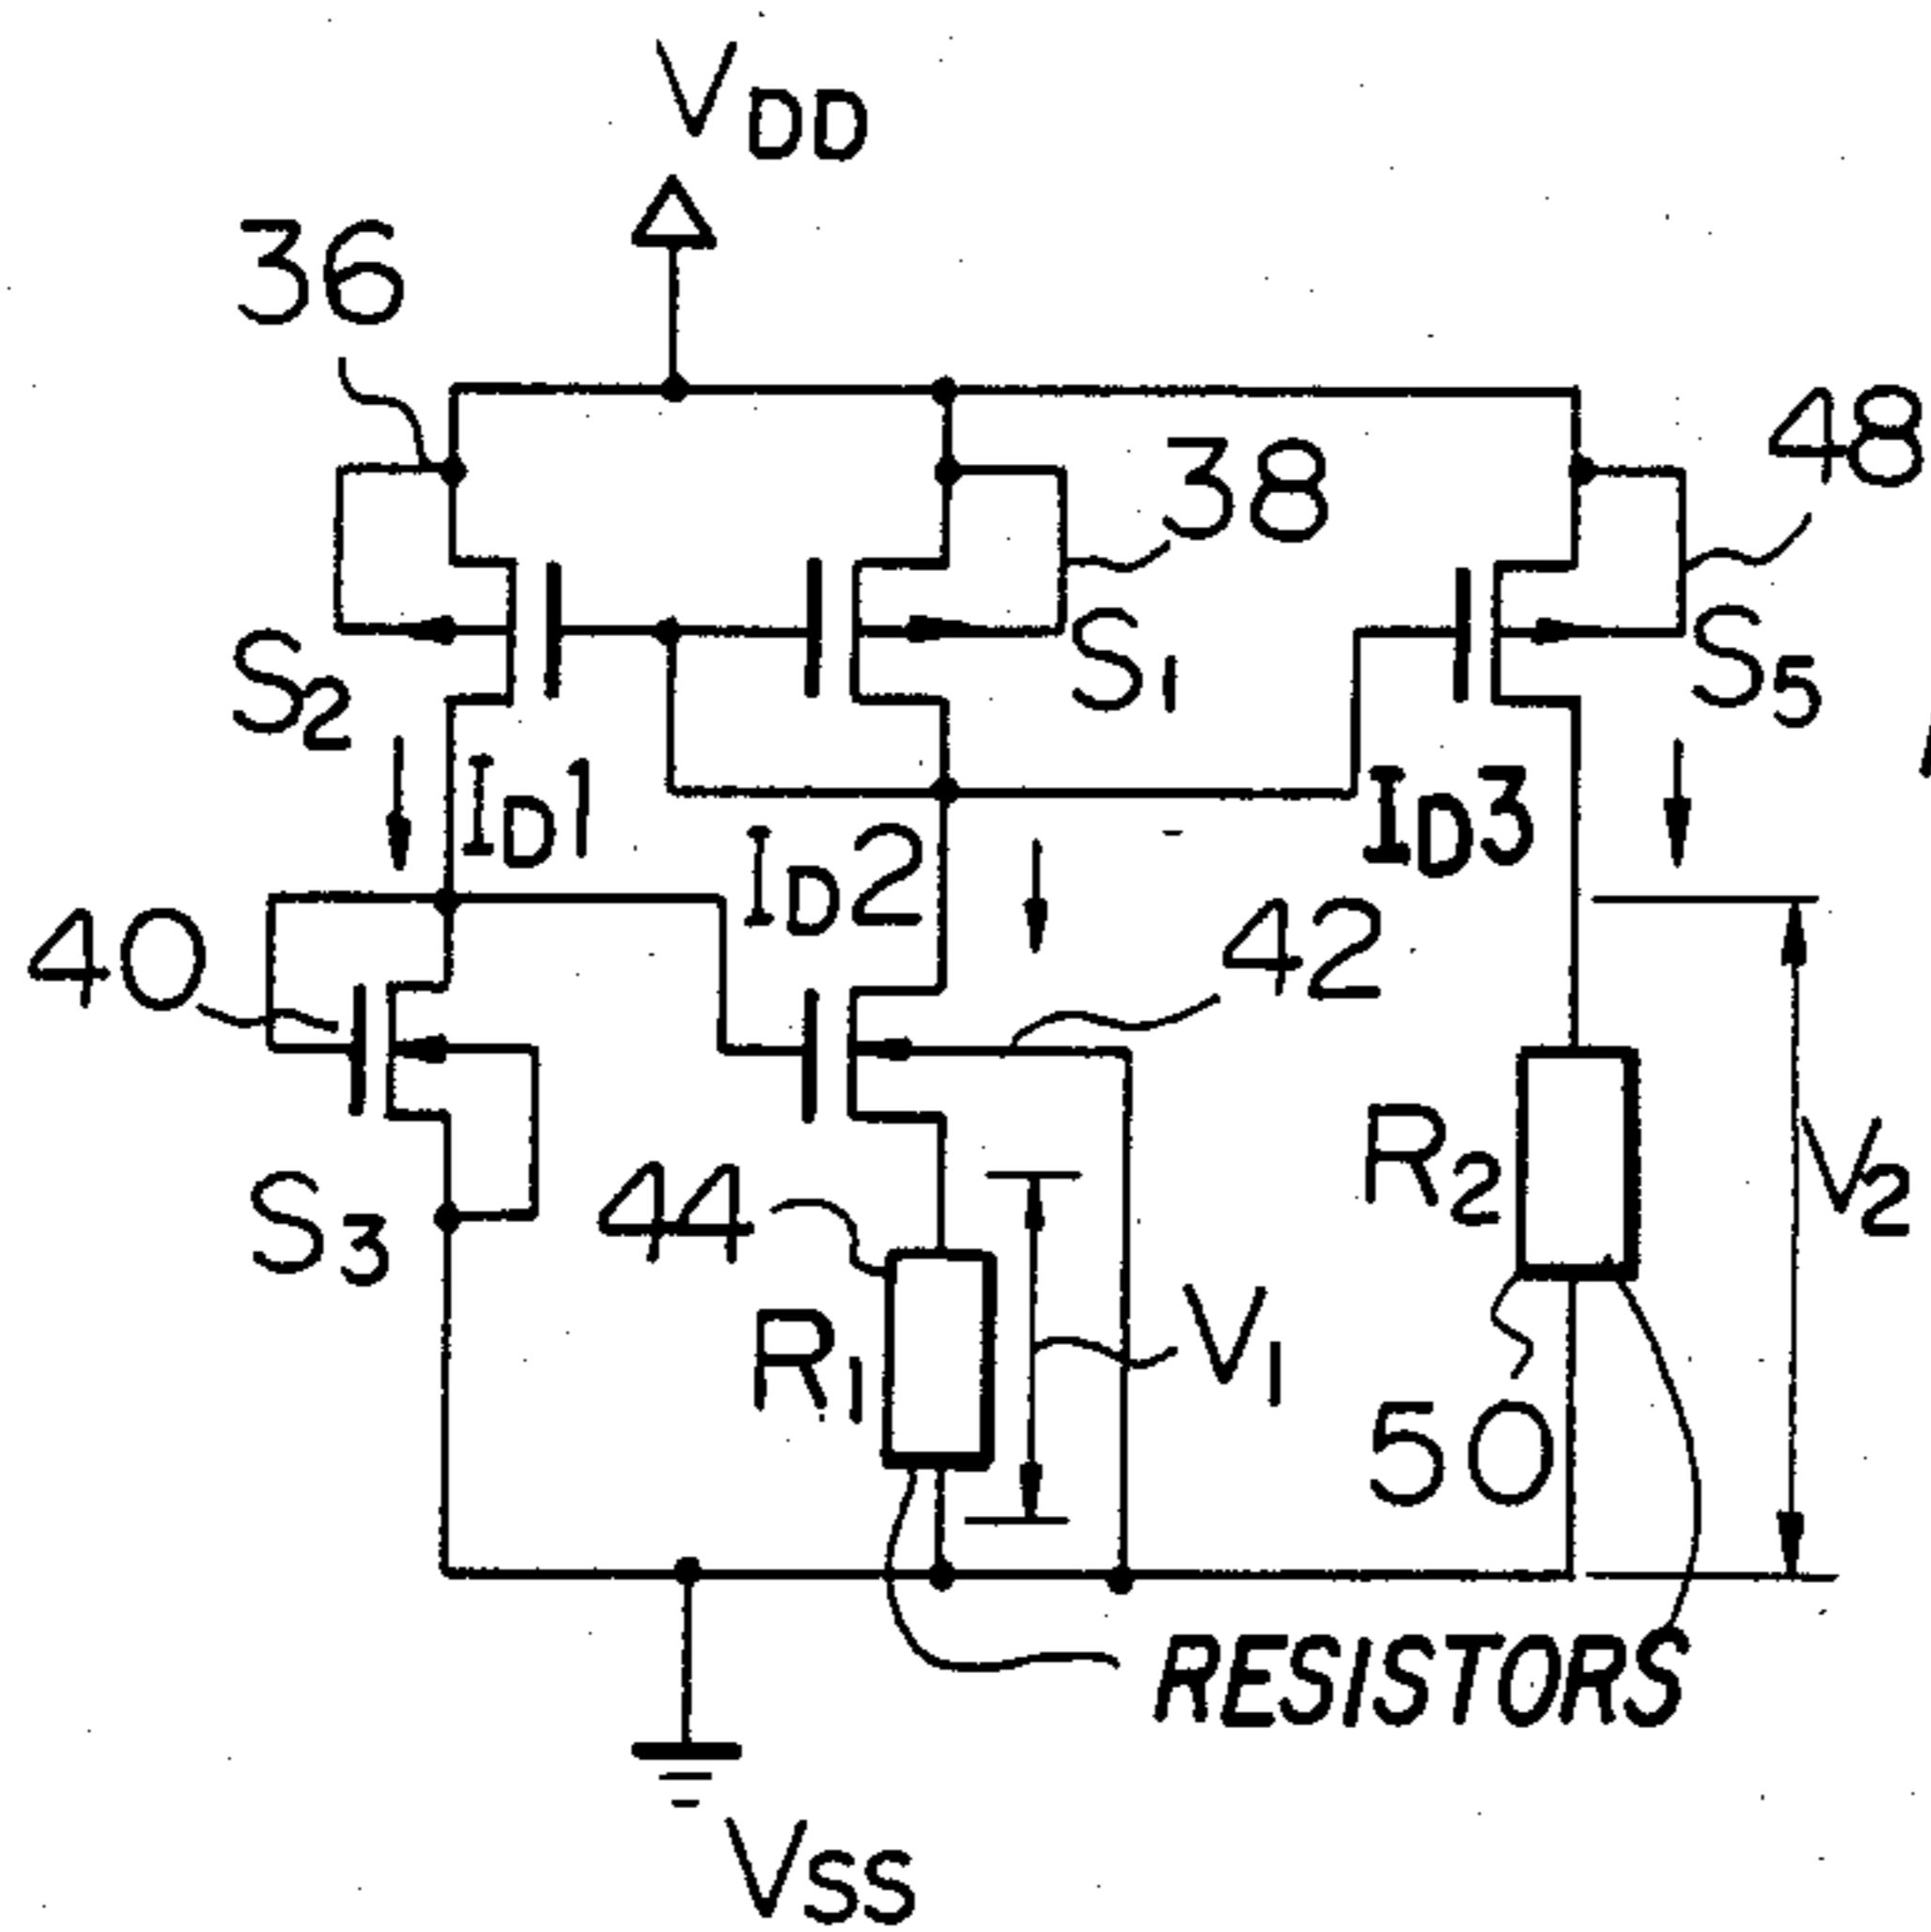 VDD
36
38
48
S2
S1
S5
ID1
ID2
ID3
40
42
S3
44
R1
V1
R2
V2
50
RESISTORS
VSS